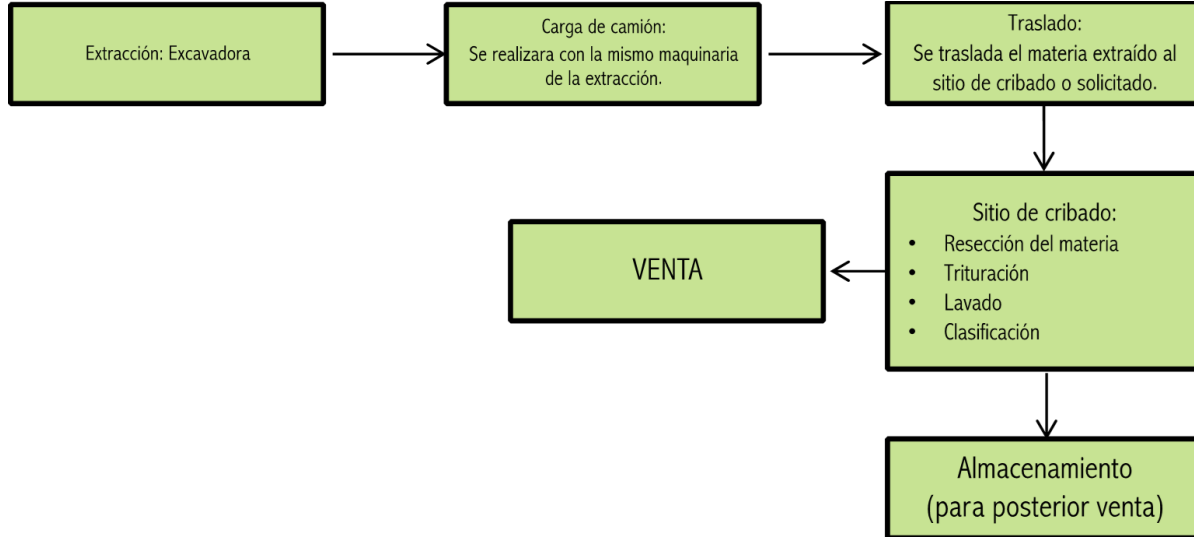 Extracción: Excavadora
Carga de camión:
Se realizara con la mismo maquinaria
de la extracción.
Traslado:
Se traslada el materia extraído al
sitio de cribado o solicitado.
Sitio de cribado:
• Resección del materia
• Trituración
• Lavado
• Clasificación
VENTA
Almacenamiento
(para posterior venta)